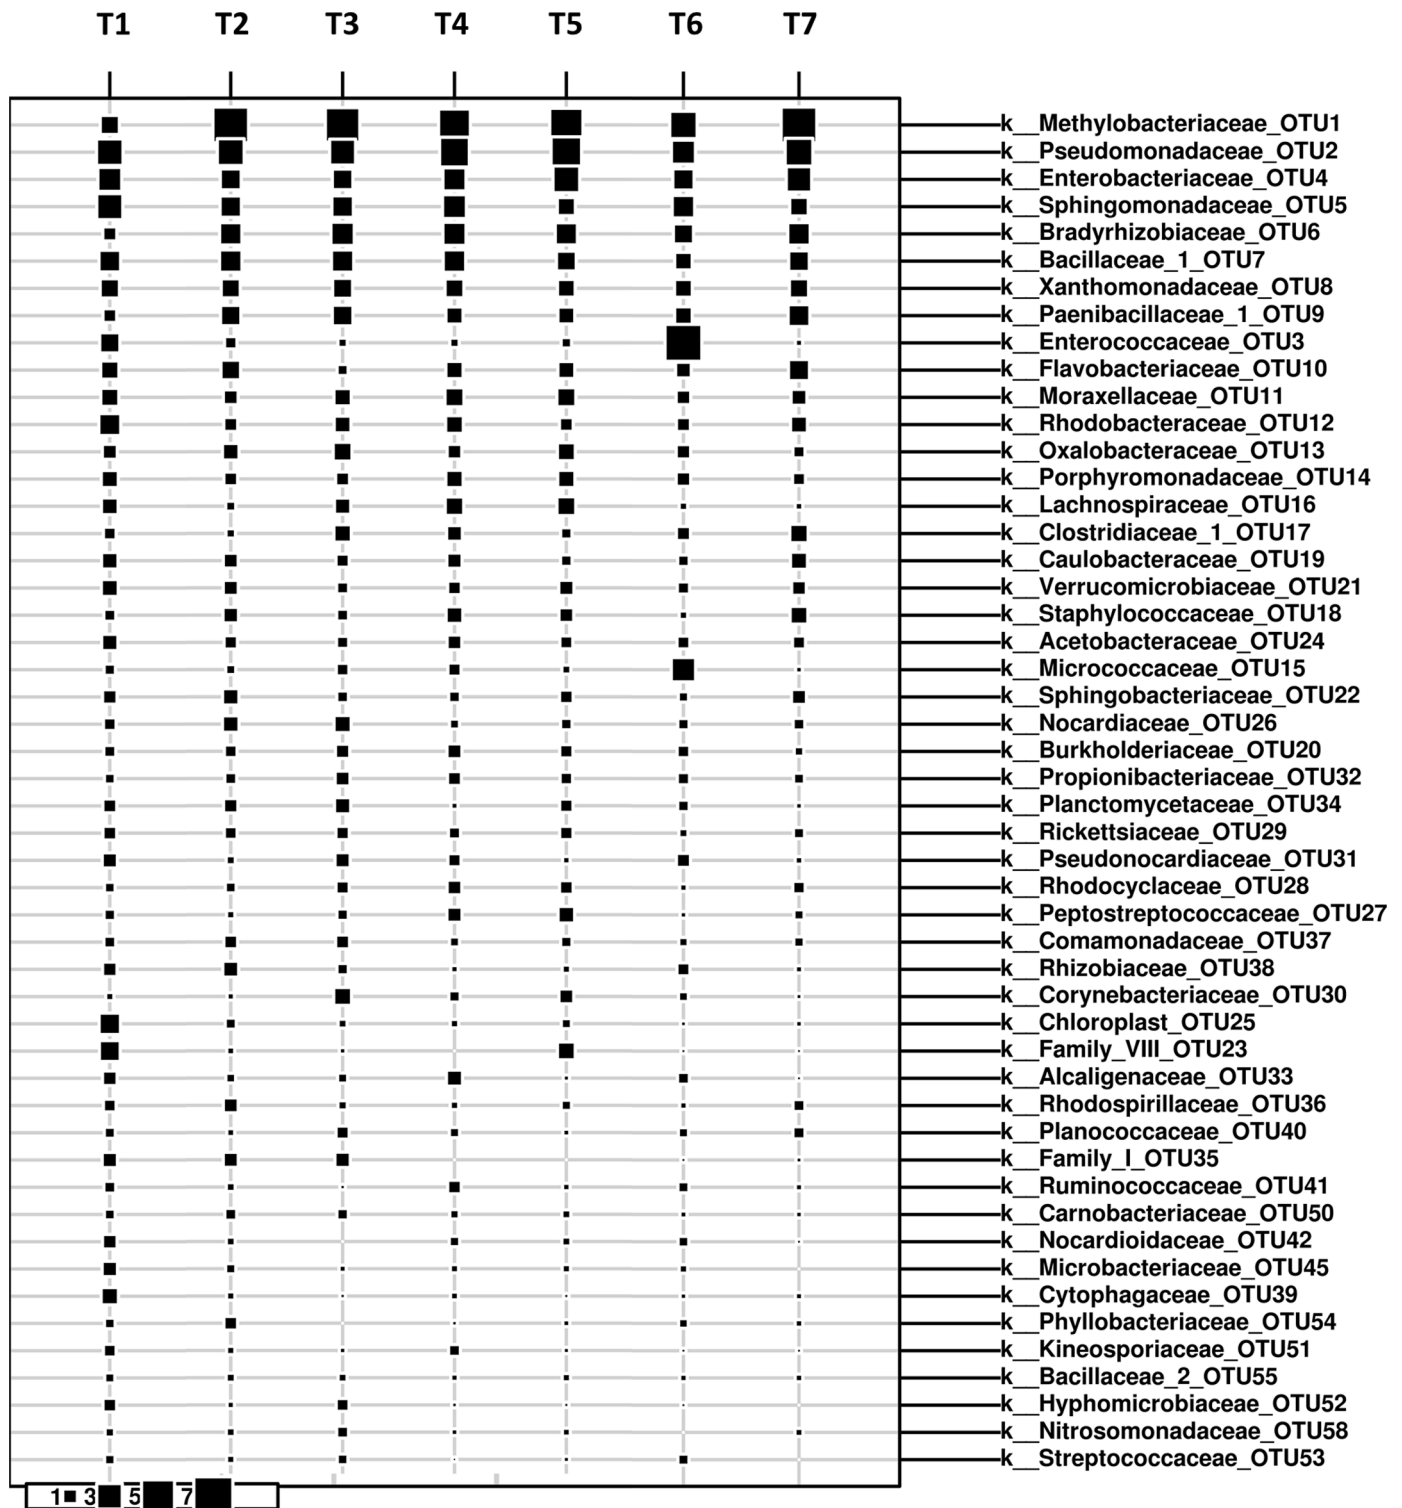 T1 T2 T3 T4 T5 T6 T7
k__Methylobacteriaceae_OTU1
k__Pseudomonadaceae_OTU2
k__Enterobacteriaceae_OTU4
k__Sphingomonadaceae_OTU5
k__Bradyrhizobiaceae_OTU6
k__Bacillaceae_1_OTU7
k__Xanthomonadaceae_OTU8
k__Paenibacillaceae_1_OTU9
k__Enterococcaceae_OTU3
k__Flavobacteriaceae_OTU10
k__Moraxellaceae_OTU11
k__Rhodobacteraceae_OTU12
k__Oxalobacteraceae_OTU13
k__Porphyromonadaceae_OTU14
k__Lachnospiraceae_OTU16
k__Clostridiaceae_1_OTU17
k__Caulobacteraceae_OTU19
k__Verrucomicrobiaceae_OTU21
k__Staphylococcaceae_OTU18
k__Acetobacteraceae_OTU24
k__Micrococcaceae_OTU15
k__Sphingobacteriaceae_OTU22
k__Nocardiaceae_OTU26
k__Burkholderiaceae_OTU20
k__Propionibacteriaceae_OTU32
k__Planctomycetaceae_OTU34
k__Rickettsiaceae_OTU29
k__Pseudonocardiaceae_OTU31
k__Rhodocyclaceae_OTU28
k__Peptostreptococcaceae_OTU27
k__Comamonadaceae_OTU37
k__Rhizobiaceae_OTU38
k__Corynebacteriaceae_OTU30
k__Chloroplast_OTU25
k__Family_VIII_OTU23
k__Alcaligenaceae_OTU33
k__Rhodospirillaceae_OTU36
k__Planococcaceae_OTU40
k__Family_I_OTU35
k__Ruminococcaceae_OTU41
k__Carnobacteriaceae_OTU50
k__Nocardioidaceae_OTU42
k__Microbacteriaceae_OTU45
k__Cytophagaceae_OTU39
k__Phyllobacteriaceae_OTU54
k__Kineosporiaceae_OTU51
k__Bacillaceae_2_OTU55
k__Hyphomicrobiaceae_OTU52
k__Nitrosomonadaceae_OTU58
k__Streptococcaceae_OTU53
1 3 5 7